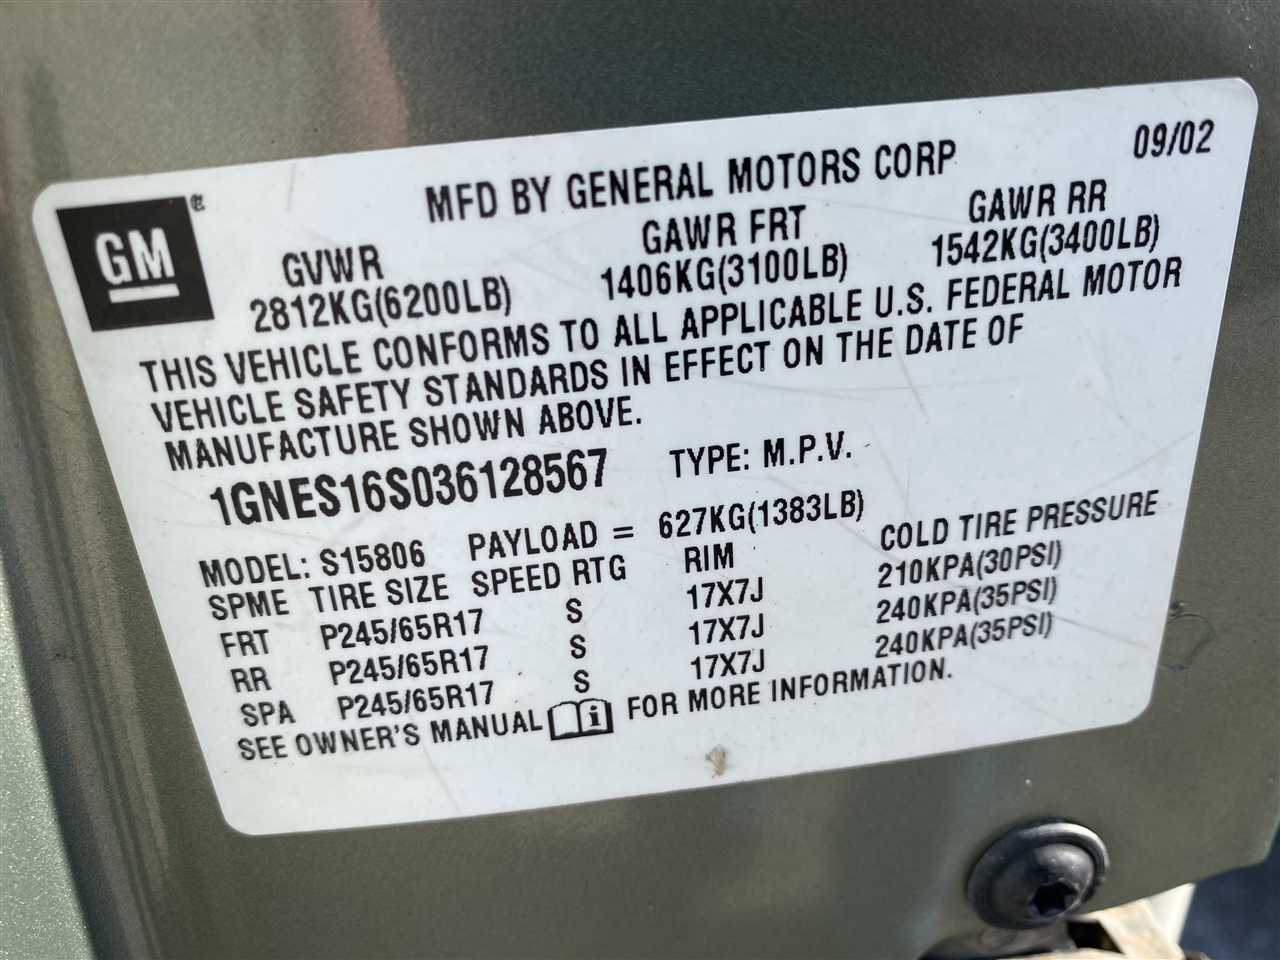 09/02
GM
MFD BY GENERAL MOTORS CORP
GVWR GAWR FRT GAWR RR
2812KG(6200LB) 1406KG(3100LB) 1542KG(3400LB)
THIS VEHICLE CONFORMS TO ALL APPLICABLE U.S. FEDERAL MOTOR
VEHICLE SAFETY STANDARDS IN EFFECT ON THE DATE OF
MANUFACTURE SHOWN ABOVE.
1GNES16S036128567 TYPE: M.P.V.
MODEL: S15806 PAYLOAD = 627KG(1383LB)
SPME TIRE SIZE SPEED RTG RIM COLD TIRE PRESSURE
FRT P245/65R17 S 17X7J 210KPA(30PSI)
RR P245/65R17 S 17X7J 240KPA(35PSI)
SPA P245/65R17 S 17X7J 240KPA(35PSI)
SEE OWNER'S MANUAL i FOR MORE INFORMATION.